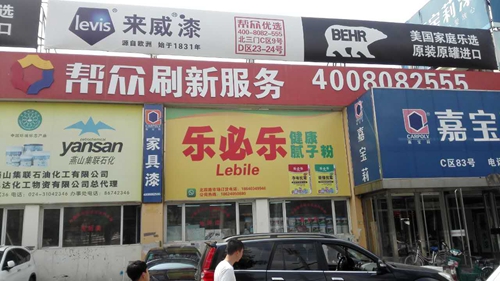 levis
来威漆
源自欧洲 始于1831年
帮众优选
400-8082-555
北三门C区9号
D区23-24号
BEHR
美国家庭乐选
原装原罐进口
宝莉漆
帮众刷新服务 4008082555
yansan
燕山集联石化
燕山集联石油化工有限公司
达化工物资有限公司总代理
家具漆
乐必乐
Lebile
健康
腻子粉
CARPOLY
嘉宝莉
C区83号